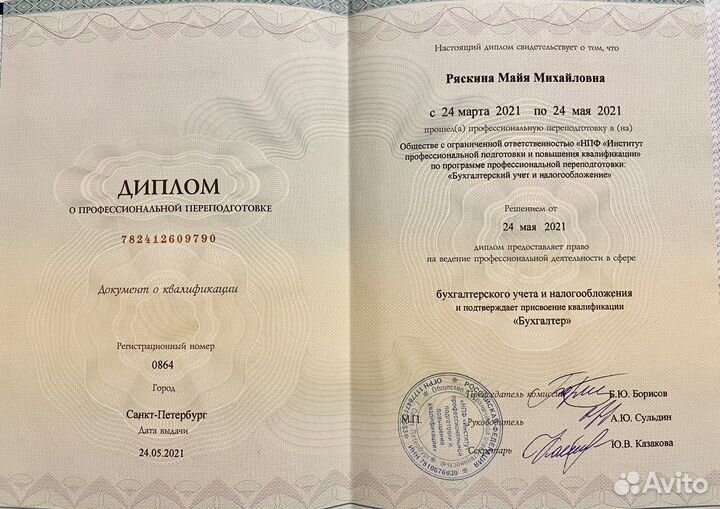 ДИПЛОМ
О ПРОФЕССИОНАЛЬНОЙ ПЕРЕПОДГОТОВКЕ
782412609790
Документ о квалификации
Регистрационный номер
0864
Город
Санкт-Петербург
Дата выдачи
24.05.2021
Настоящий диплом свидетельствует о том, что
Ряскина Майя Михайловна
с 24 марта 2021 по 24 мая 2021
прошел(а) профессиональную переподготовку в (на)
Обществе с ограниченной ответственностью «НПФ «Институт
профессиональной подготовки и повышения квалификации»
по программе профессиональной переподготовки:
«Бухгалтерский учет и налогообложение»
Решением от
24 мая 2021
диплом предоставляет право
на ведение профессиональной деятельности в сфере
бухгалтерского учета и налогообложения
и подтверждает присвоение квалификации
«Бухгалтер»
Председатель комиссии Б.Ю. Борисов
М.П. Руководитель А.Ю. Сульдин
Секретарь Ю.В. Казакова
РОССИЙСКАЯ ФЕДЕРАЦИЯ
Avito